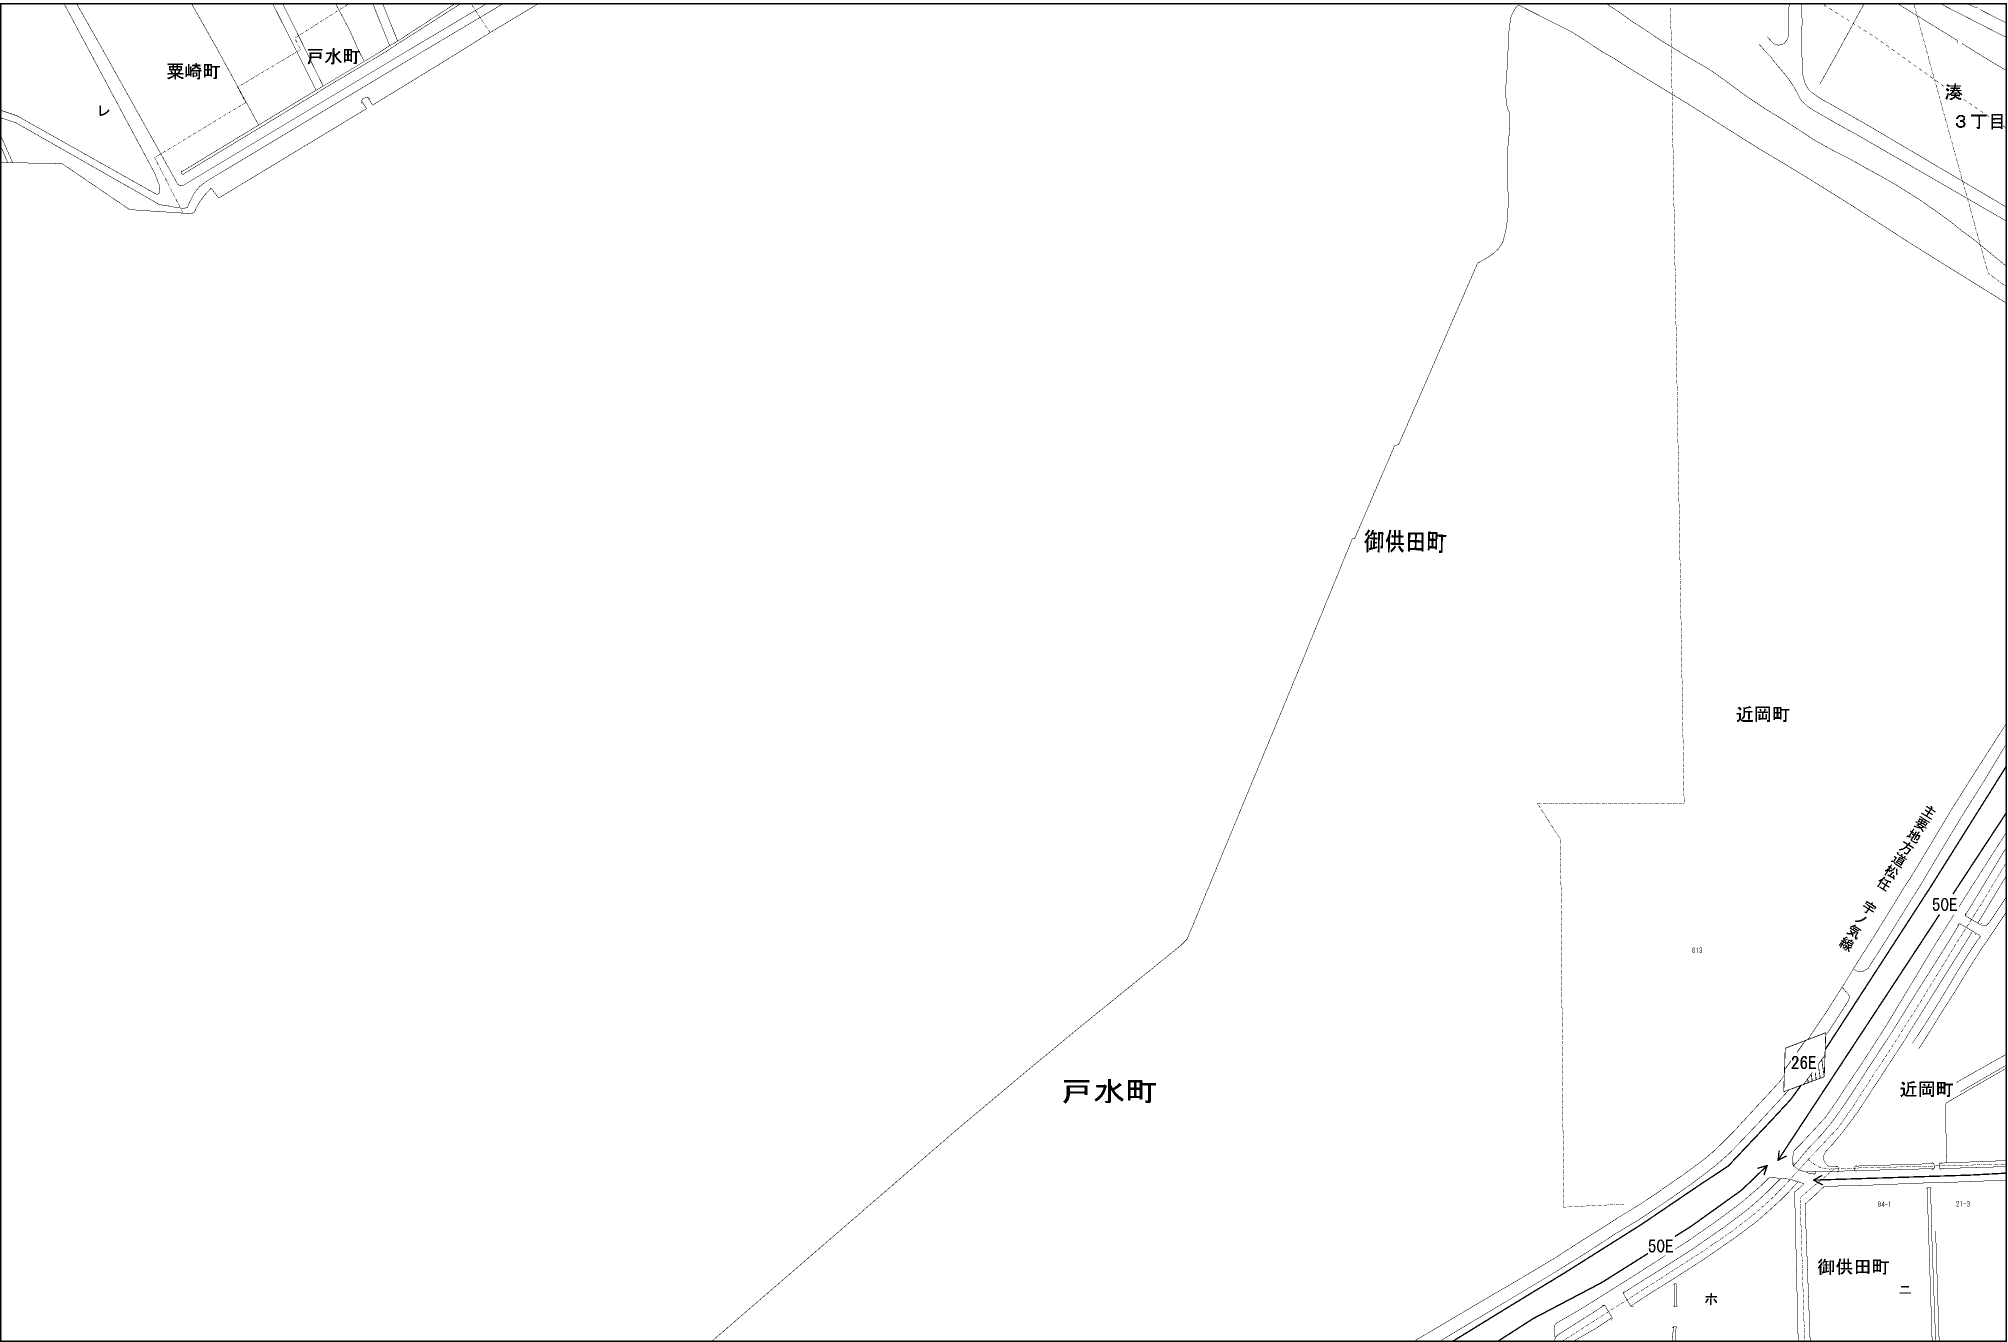 戸水町
粟崎町
レ
湊
3丁目
御供田町
近岡町
主要地方道松任 宇ノ気線
50E
613
26E
戸水町
近岡町
94-1
21-3
50E
御供田町
ニ
ホ